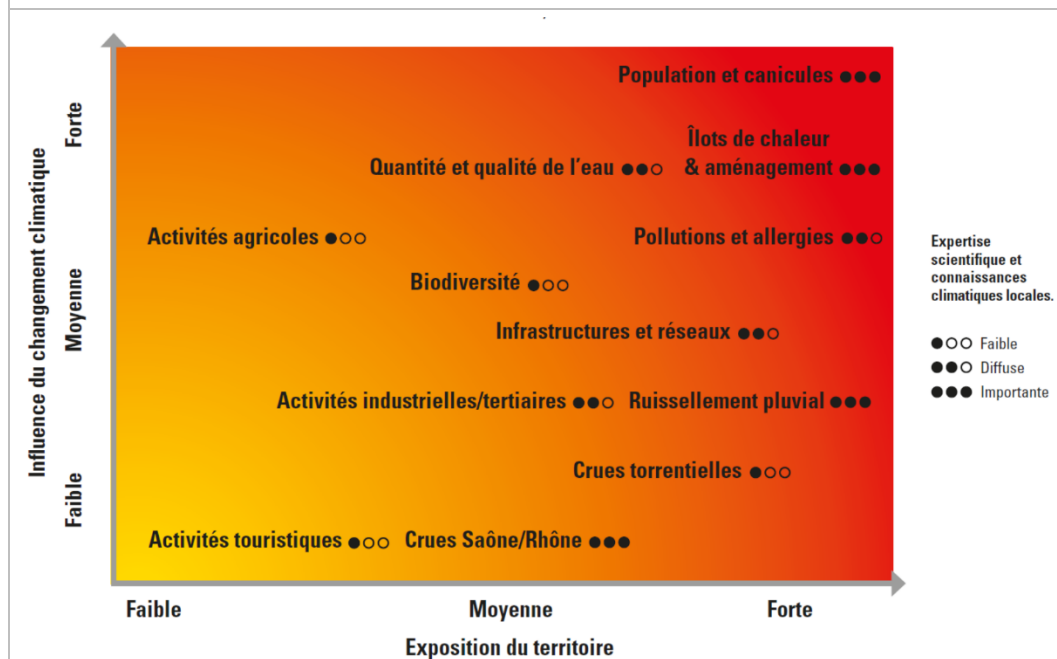 Influence du changement climatique
Forte
Moyenne
Faible
Population et canicules ●●●
Îlots de chaleur
Quantité et qualité de l'eau ●●○ & aménagement ●●●
Activités agricoles ●○○ Pollutions et allergies ●●○
Biodiversité ●○○
Infrastructures et réseaux ●●○
Activités industrielles/tertiaires ●●○ Ruissellement pluvial ●●●
Crues torrentielles ●○○
Activités touristiques ●○○ Crues Saône/Rhône ●●●
Faible Moyenne Forte
Exposition du territoire
Expertise
scientifique et
connaissances
climatiques locales.
●○○ Faible
●●○ Diffuse
●●● Importante